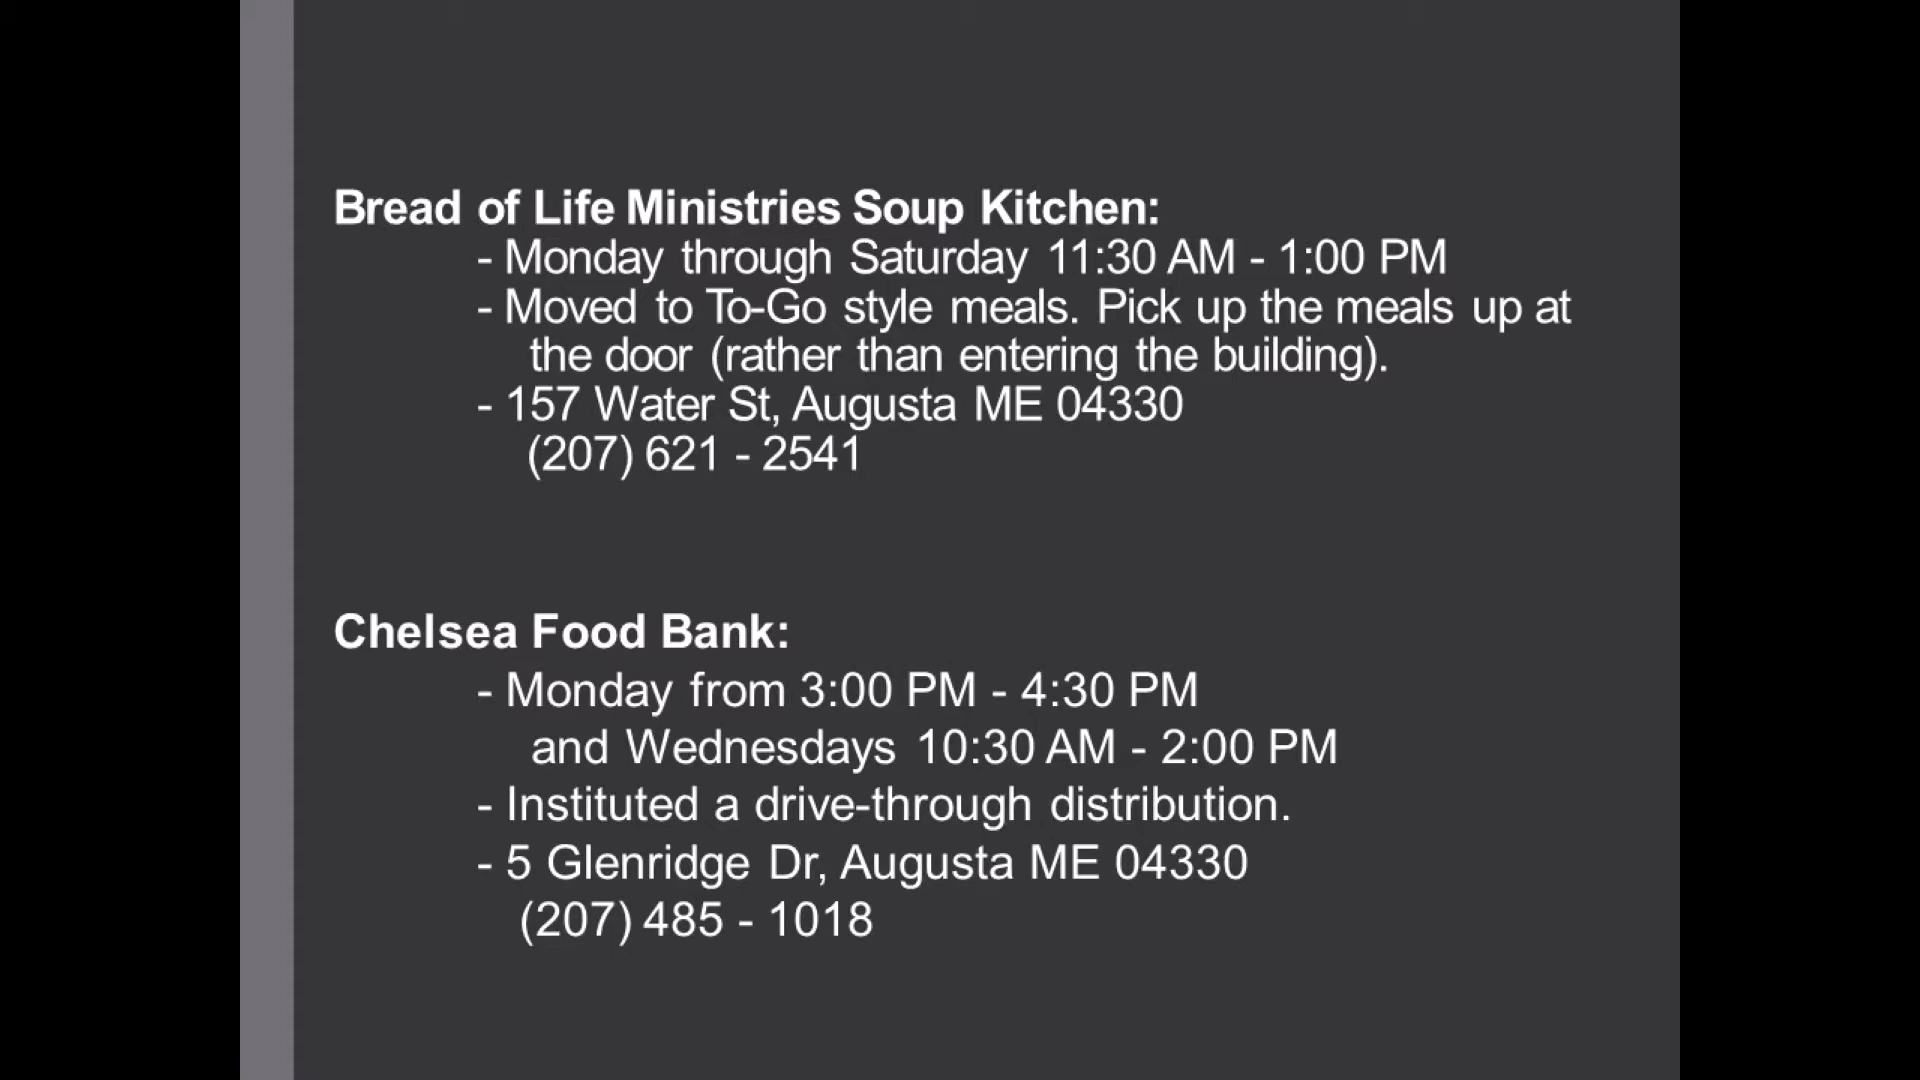 Bread of Life Ministries Soup Kitchen:
- Monday through Saturday 11:30 AM - 1:00 PM
- Moved to To-Go style meals. Pick up the meals up at
the door (rather than entering the building).
- 157 Water St, Augusta ME 04330
(207) 621 - 2541
Chelsea Food Bank:
- Monday from 3:00 PM - 4:30 PM
and Wednesdays 10:30 AM - 2:00 PM
- Instituted a drive-through distribution.
- 5 Glenridge Dr, Augusta ME 04330
(207) 485 - 1018